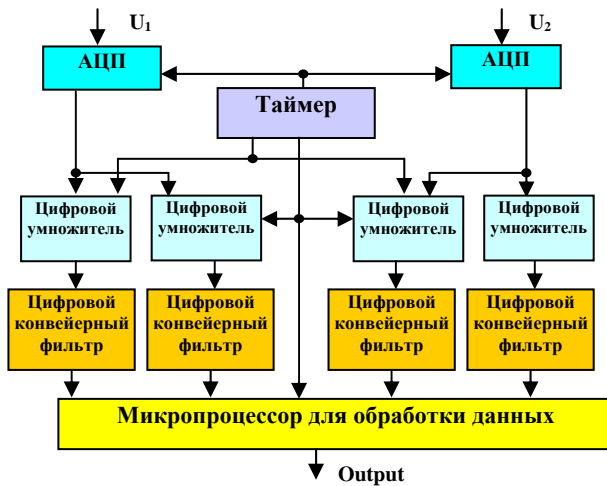 U1
U2
АЦП
АЦП
Таймер
Цифровой
умножитель
Цифровой
умножитель
Цифровой
умножитель
Цифровой
умножитель
Цифровой
конвейерный
фильтр
Цифровой
конвейерный
фильтр
Цифровой
конвейерный
фильтр
Цифровой
конвейерный
фильтр
Микропроцессор для обработки данных
Output